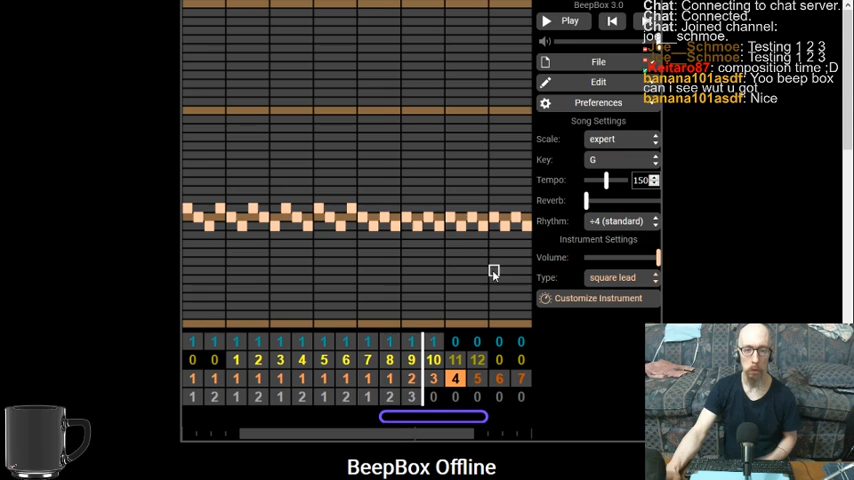 BeepBox 3.0
Play
File
Edit
Preferences
Song Settings
Scale: expert
Key: G
Tempo: 150
Reverb:
Rhythm: ÷4 (standard)
Instrument Settings
Volume:
Type: square lead
Customize Instrument
Chat: Connecting to chat server.
Chat: Connected.
Chat: Joined channel:
joe__schmoe.
Joe__Schmoe: Testing 1 2 3
Joe__Schmoe: Testing 1 2 3
Keitaro87: composition time ;D
banana101asdf: Yoo beep box
can i see wut u got
banana101asdf: Nice
1 1 1 1 1 1 1 1 1 1 1 1 0 0 0 0
0 0 1 2 3 4 5 6 7 8 9 10 11 12 0 0
1 1 1 1 1 1 1 1 1 1 2 3 4 5 6 7
1 2 1 2 1 2 1 2 1 2 3 0 0 0 0 0
BeepBox Offline